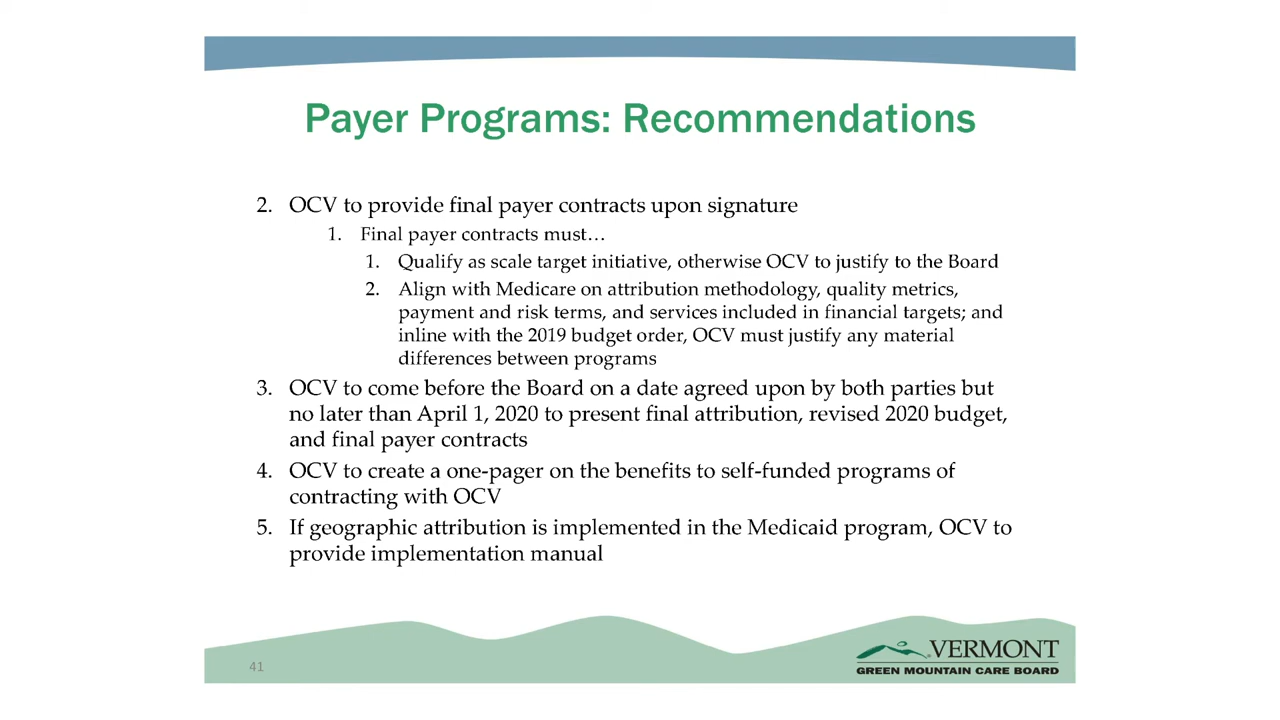 Payer Programs: Recommendations
2. OCV to provide final payer contracts upon signature
1. Final payer contracts must…
1. Qualify as scale target initiative, otherwise OCV to justify to the Board
2. Align with Medicare on attribution methodology, quality metrics,
payment and risk terms, and services included in financial targets; and
inline with the 2019 budget order, OCV must justify any material
differences between programs
3. OCV to come before the Board on a date agreed upon by both parties but
no later than April 1, 2020 to present final attribution, revised 2020 budget,
and final payer contracts
4. OCV to create a one-pager on the benefits to self-funded programs of
contracting with OCV
5. If geographic attribution is implemented in the Medicaid program, OCV to
provide implementation manual
41
VERMONT
GREEN MOUNTAIN CARE BOARD